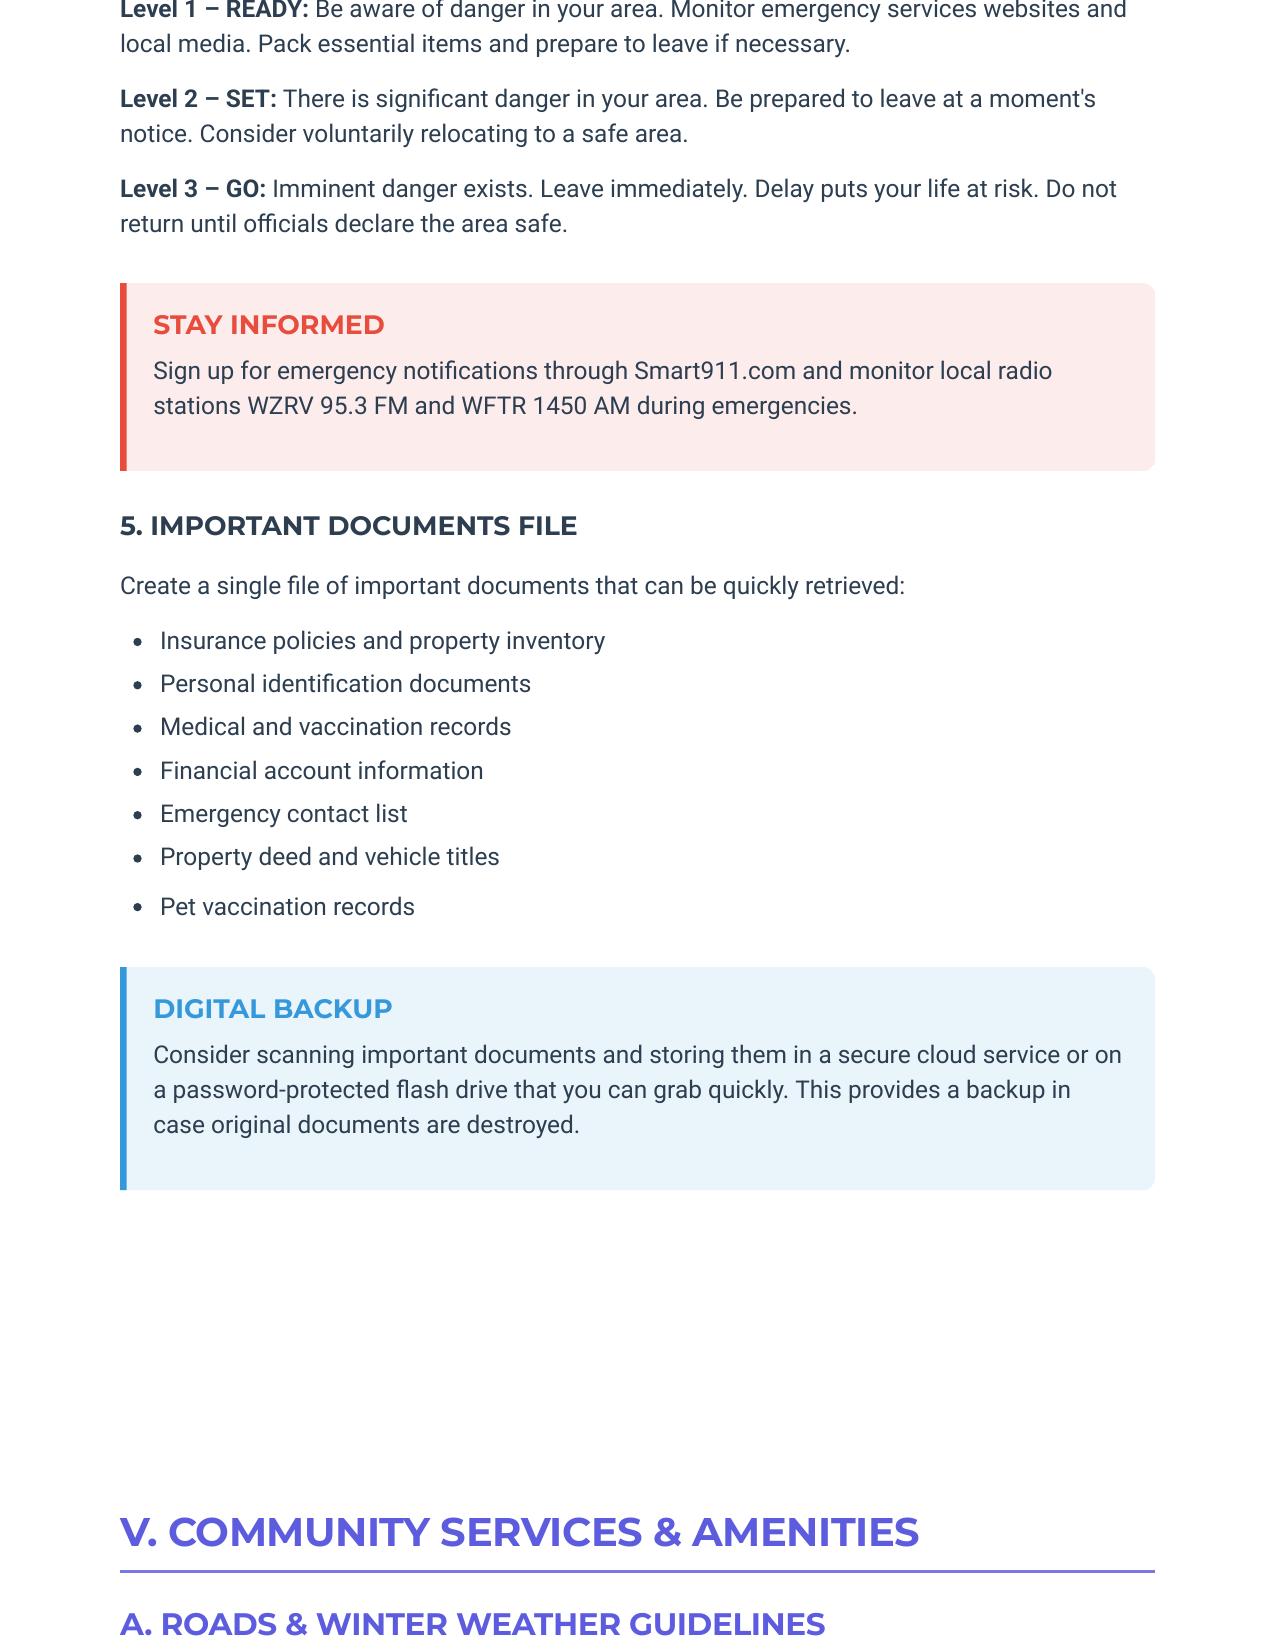 Level 1 – READY: Be aware of danger in your area. Monitor emergency services websites and
local media. Pack essential items and prepare to leave if necessary.
Level 2 – SET: There is significant danger in your area. Be prepared to leave at a moment's
notice. Consider voluntarily relocating to a safe area.
Level 3 – GO: Imminent danger exists. Leave immediately. Delay puts your life at risk. Do not
return until officials declare the area safe.
STAY INFORMED
Sign up for emergency notifications through Smart911.com and monitor local radio
stations WZRV 95.3 FM and WFTR 1450 AM during emergencies.
5. IMPORTANT DOCUMENTS FILE
Create a single file of important documents that can be quickly retrieved:
• Insurance policies and property inventory
• Personal identification documents
• Medical and vaccination records
• Financial account information
• Emergency contact list
• Property deed and vehicle titles
• Pet vaccination records
DIGITAL BACKUP
Consider scanning important documents and storing them in a secure cloud service or on
a password-protected flash drive that you can grab quickly. This provides a backup in
case original documents are destroyed.
V. COMMUNITY SERVICES & AMENITIES
A. ROADS & WINTER WEATHER GUIDELINES